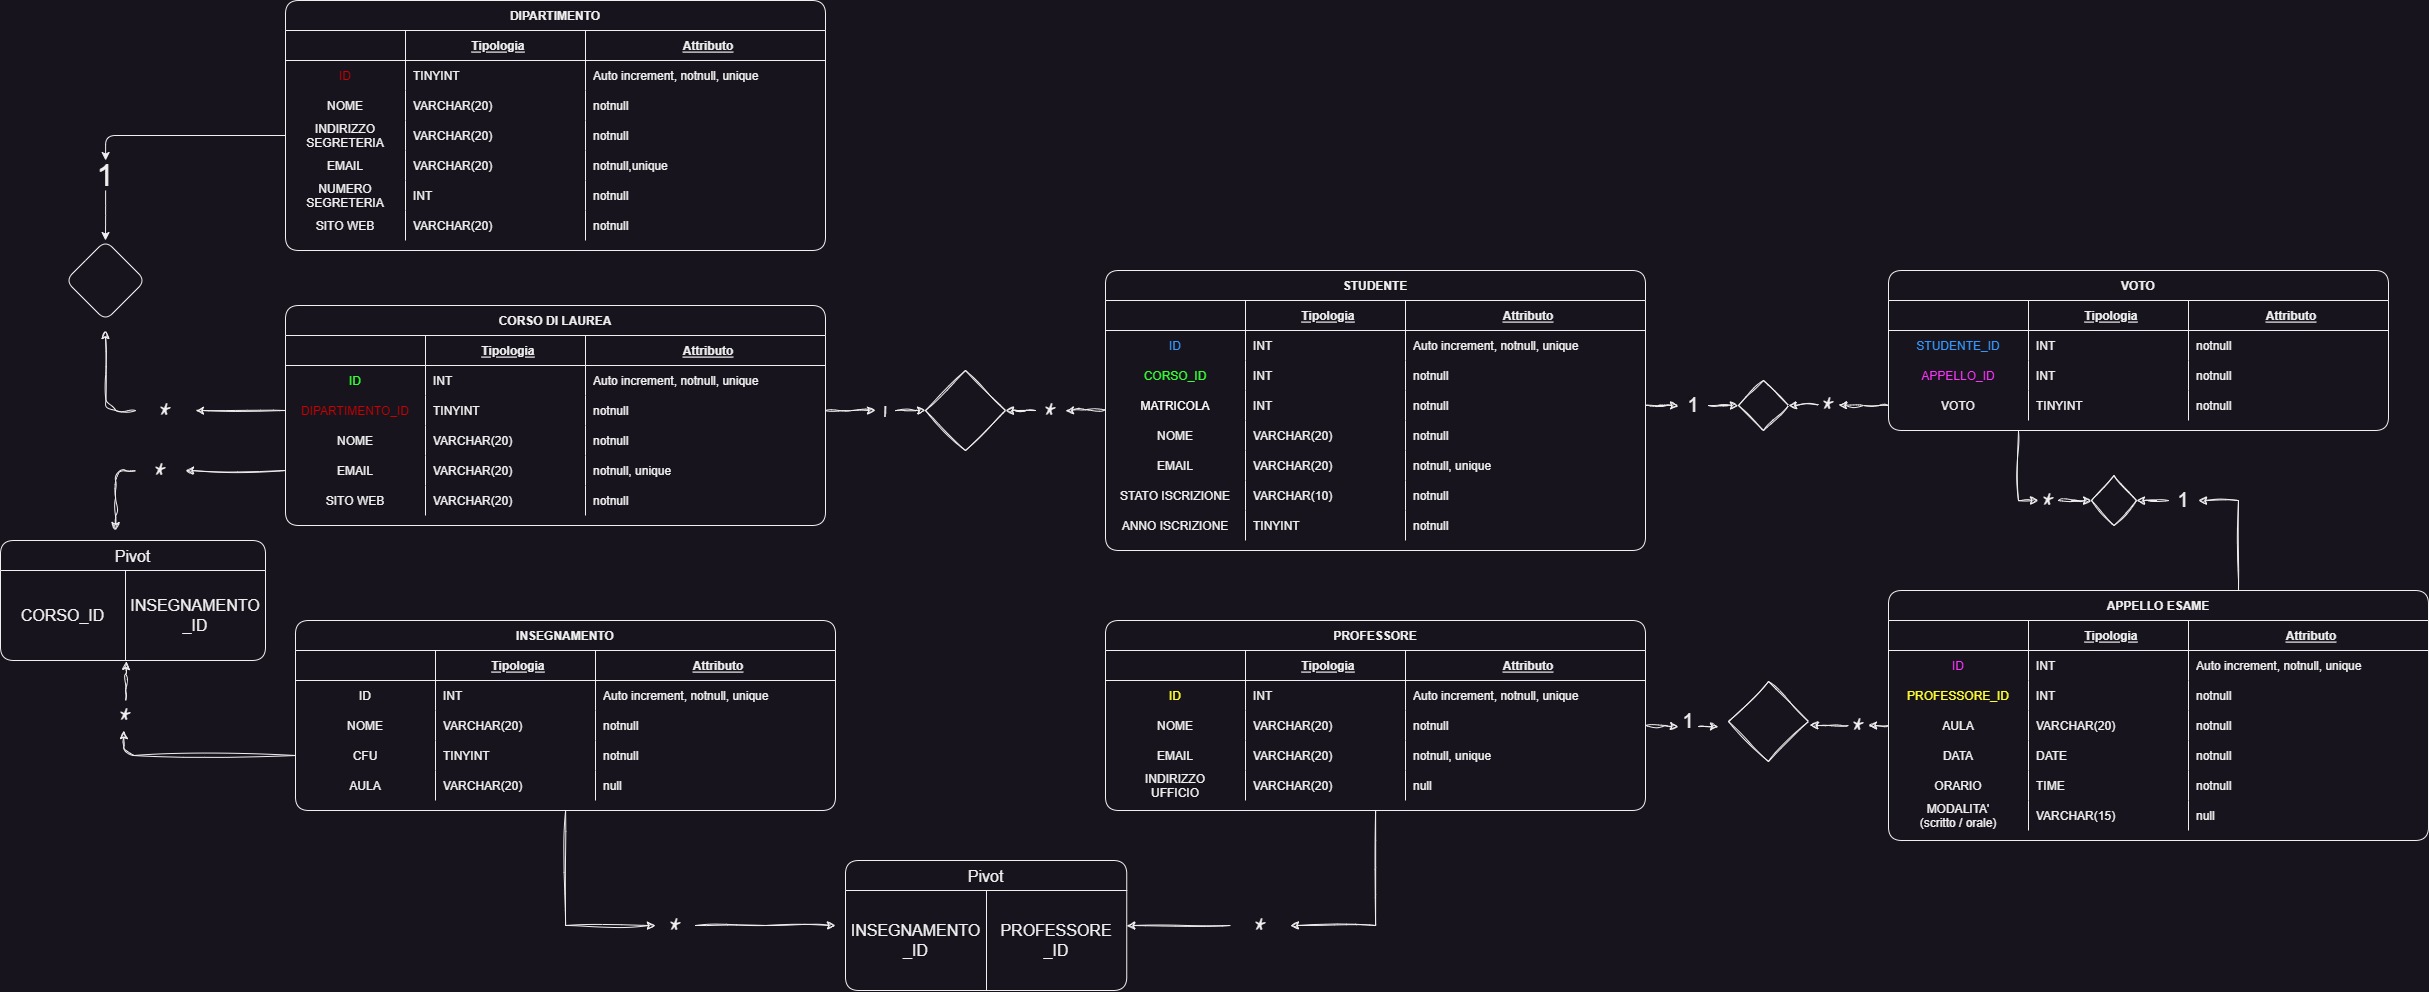 DIPARTIMENTO
Tipologia Attributo
ID TINYINT Auto increment, notnull, unique
NOME VARCHAR(20) notnull
INDIRIZZO
SEGRETERIA VARCHAR(20) notnull
EMAIL VARCHAR(20) notnull,unique
NUMERO
SEGRETERIA INT notnull
SITO WEB VARCHAR(20) notnull
1
CORSO DI LAUREA
Tipologia Attributo
ID INT Auto increment, notnull, unique
DIPARTIMENTO_ID TINYINT notnull
NOME VARCHAR(20) notnull
EMAIL VARCHAR(20) notnull, unique
SITO WEB VARCHAR(20) notnull
*
*
1
*
STUDENTE
Tipologia Attributo
ID INT Auto increment, notnull, unique
CORSO_ID INT notnull
MATRICOLA INT notnull
NOME VARCHAR(20) notnull
EMAIL VARCHAR(20) notnull, unique
STATO ISCRIZIONE VARCHAR(10) notnull
ANNO ISCRIZIONE TINYINT notnull
1
*
VOTO
Tipologia Attributo
STUDENTE_ID INT notnull
APPELLO_ID INT notnull
VOTO TINYINT notnull
*
1
Pivot
CORSO_ID
INSEGNAMENTO
_ID
*
INSEGNAMENTO
Tipologia Attributo
ID INT Auto increment, notnull, unique
NOME VARCHAR(20) notnull
CFU TINYINT notnull
AULA VARCHAR(20) null
PROFESSORE
Tipologia Attributo
ID INT Auto increment, notnull, unique
NOME VARCHAR(20) notnull
EMAIL VARCHAR(20) notnull, unique
INDIRIZZO
UFFICIO VARCHAR(20) null
1
*
APPELLO ESAME
Tipologia Attributo
ID INT Auto increment, notnull, unique
PROFESSORE_ID INT notnull
AULA VARCHAR(20) notnull
DATA DATE notnull
ORARIO TIME notnull
MODALITA'
(scritto / orale) VARCHAR(15) null
*
Pivot
INSEGNAMENTO
_ID
PROFESSORE
_ID
*